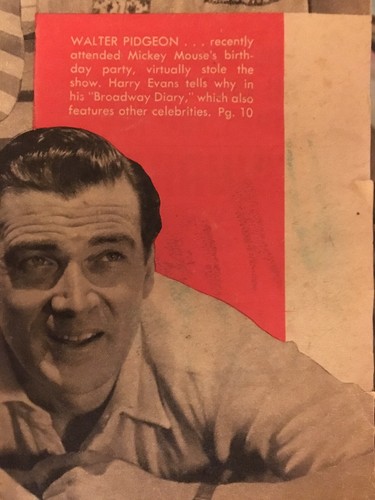 WALTER PIDGEON . . . recently
attended Mickey Mouse's birth-
day party, virtually stole the
show. Harry Evans tells why in
his "Broadway Diary," which also
features other celebrities. Pg. 10